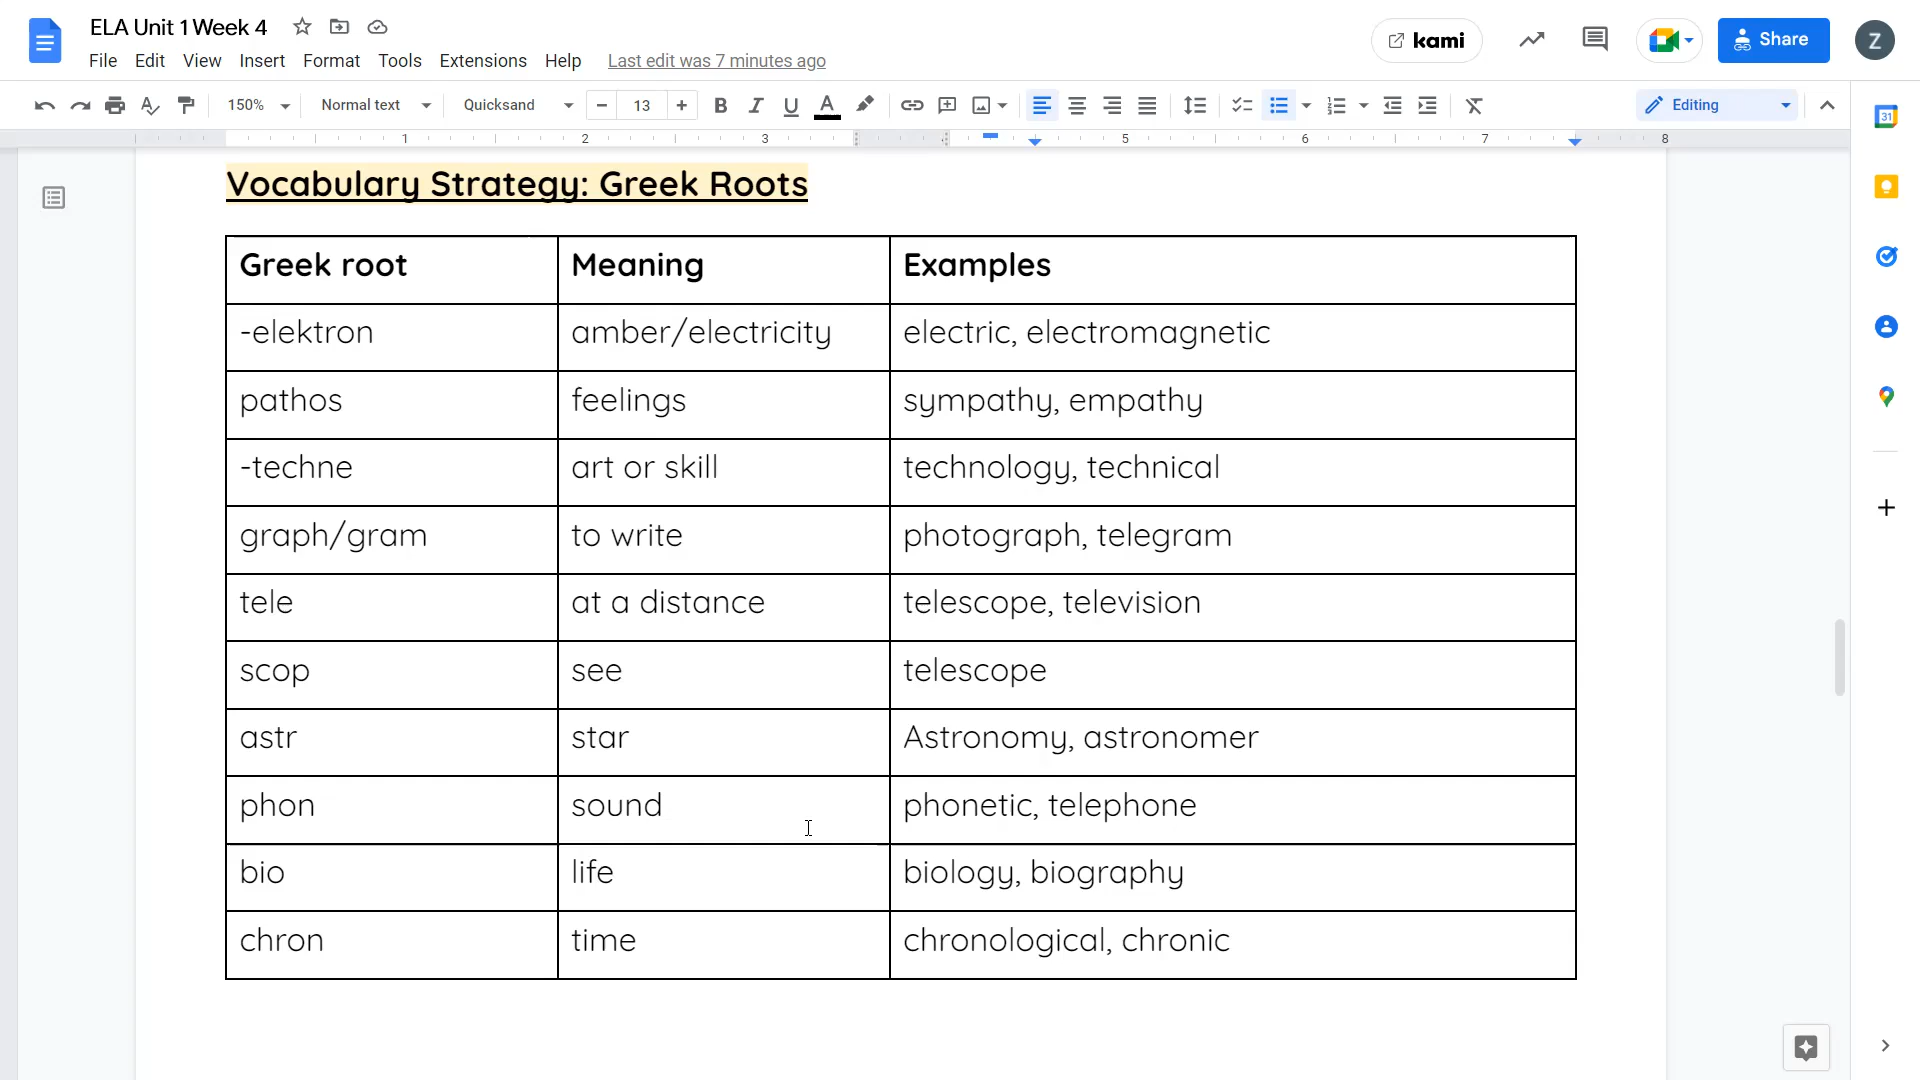 ELA Unit 1 Week 4
kami
Share
Z
File Edit View Insert Format Tools Extensions Help Last edit was 7 minutes ago
150% Normal text Quicksand − 13 + B I U A Editing
1 2 3 5 6 7 8
31
Vocabulary Strategy: Greek Roots
Greek root Meaning Examples
-elektron amber/electricity electric, electromagnetic
pathos feelings sympathy, empathy
-techne art or skill technology, technical
graph/gram to write photograph, telegram
tele at a distance telescope, television
scop see telescope
astr star Astronomy, astronomer
phon sound phonetic, telephone
bio life biology, biography
chron time chronological, chronic